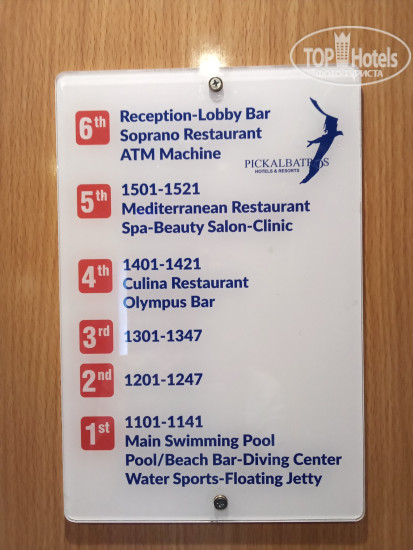 TOP Hotels
6th
Reception-Lobby Bar
Soprano Restaurant
ATM Machine
PICKALBATROS
HOTELS & RESORTS
5th
1501-1521
Mediterranean Restaurant
Spa-Beauty Salon-Clinic
4th
1401-1421
Culina Restaurant
Olympus Bar
3rd
1301-1347
2nd
1201-1247
1st
1101-1141
Main Swimming Pool
Pool/Beach Bar-Diving Center
Water Sports-Floating Jetty